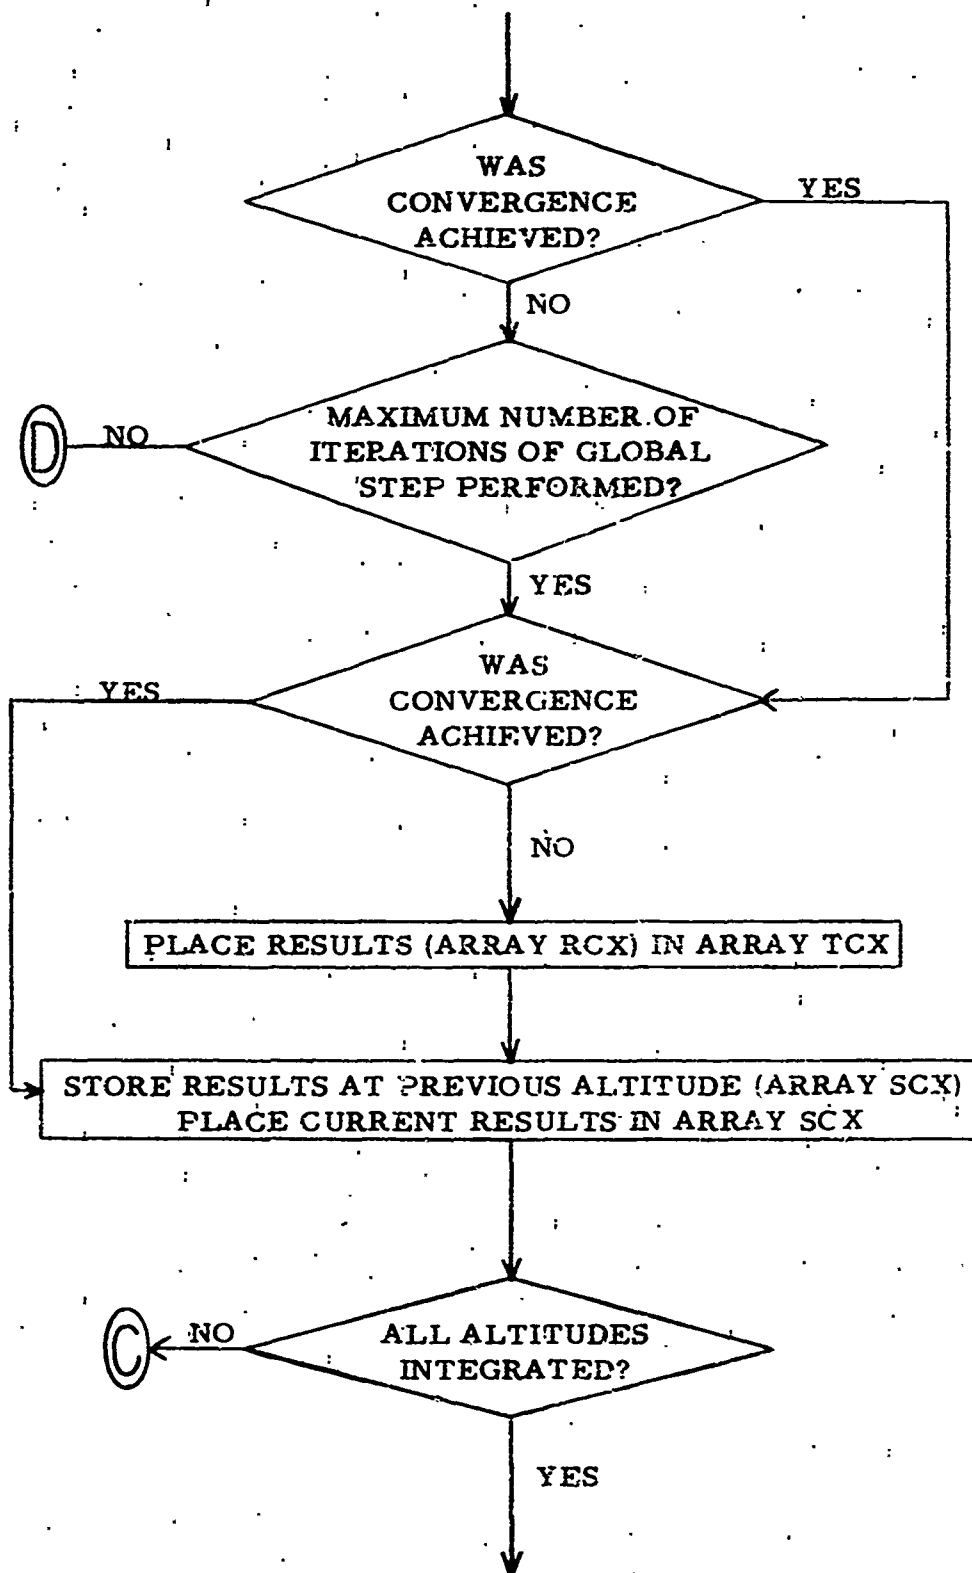 WAS
CONVERGENCE
ACHIEVED?
YES
NO
MAXIMUM NUMBER OF
ITERATIONS OF GLOBAL
STEP PERFORMED?
NO
D
YES
WAS
CONVERGENCE
ACHIEVED?
YES
NO
PLACE RESULTS (ARRAY RCX) IN ARRAY TCX
STORE RESULTS AT PREVIOUS ALTITUDE (ARRAY SCX)
PLACE CURRENT RESULTS IN ARRAY SCX
ALL ALTITUDES
INTEGRATED?
NO
C
YES